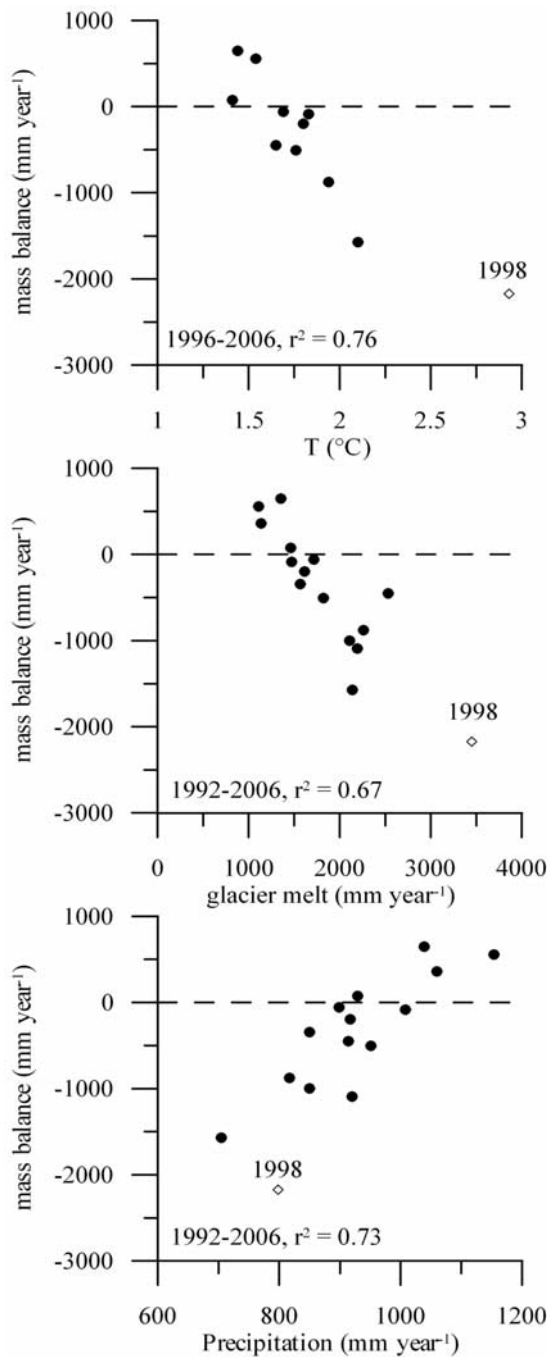 1000
0
-1000
-2000
-3000
mass balance (mm year⁻¹)
1998
1996-2006, r² = 0.76
1 1.5 2 2.5 3
T (°C)
1000
0
-1000
-2000
-3000
mass balance (mm year⁻¹)
1998
1992-2006, r² = 0.67
0 1000 2000 3000 4000
glacier melt (mm year⁻¹)
1000
0
-1000
-2000
-3000
mass balance (mm year⁻¹)
1998
1992-2006, r² = 0.73
600 800 1000 1200
Precipitation (mm year⁻¹)